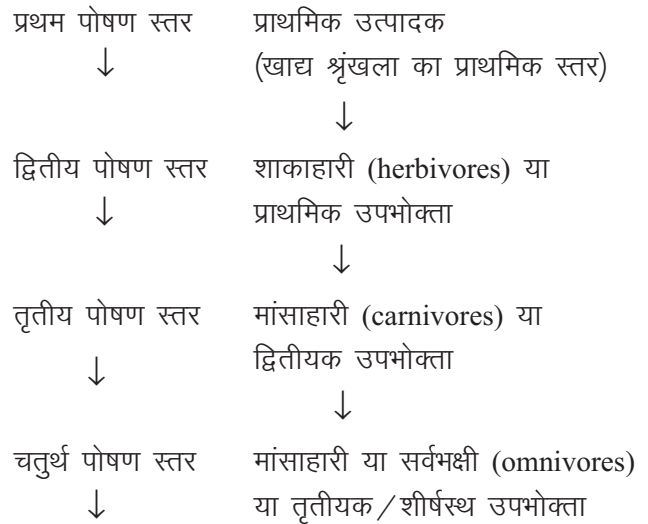 प्रथम पोषण स्तर प्राथमिक उत्पादक
↓ (खाद्य श्रृंखला का प्राथमिक स्तर)
↓
द्वितीय पोषण स्तर शाकाहारी (herbivores) या
↓ प्राथमिक उपभोक्ता
↓
तृतीय पोषण स्तर मांसाहारी (carnivores) या
↓ द्वितीयक उपभोक्ता
↓
चतुर्थ पोषण स्तर मांसाहारी या सर्वभक्षी (omnivores)
↓ या तृतीयक/शीर्षस्थ उपभोक्ता